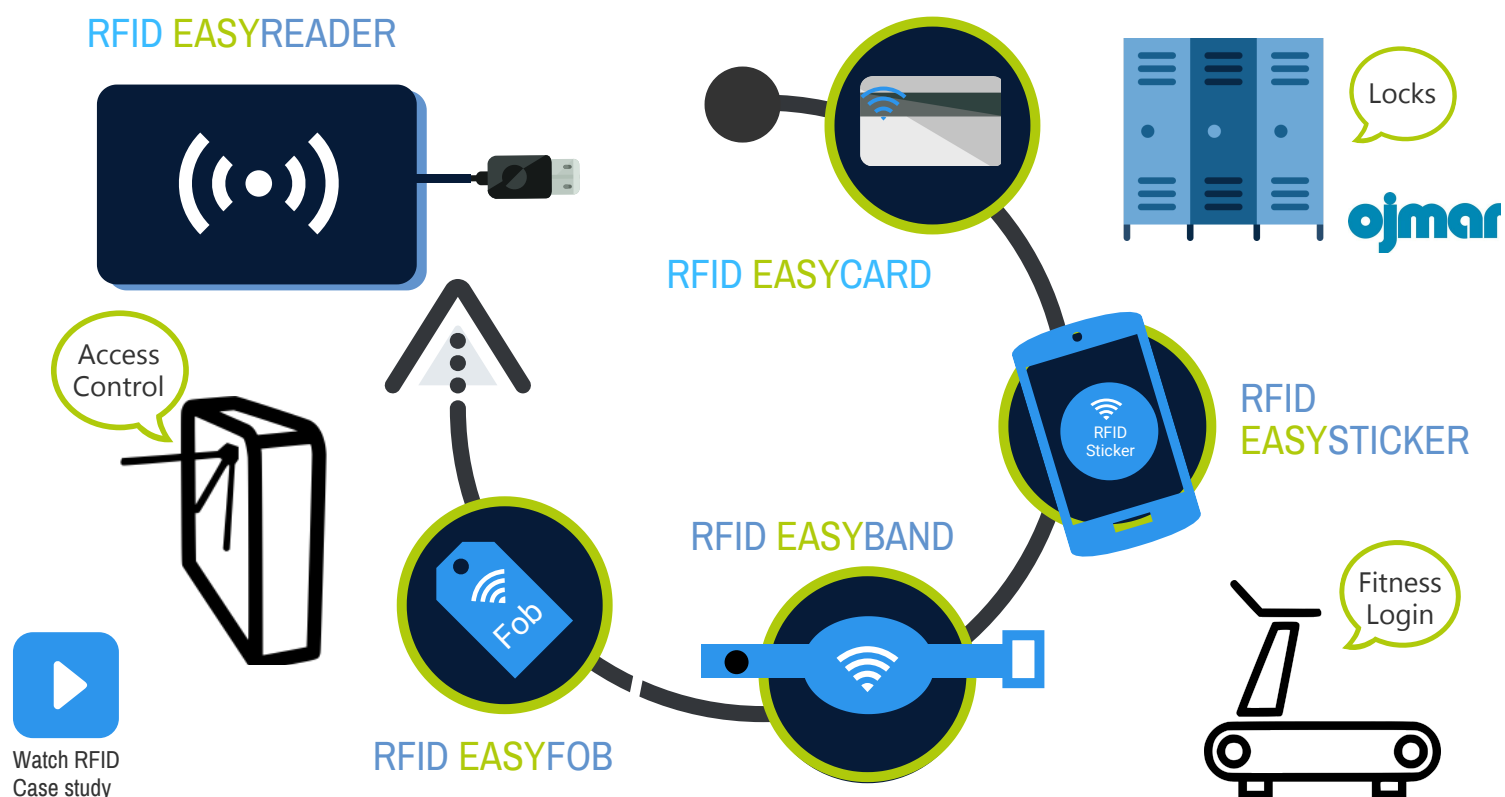 RFID EASYREADER
Locks
ojmar
RFID EASYCARD
Access
Control
RFID
Sticker
RFID
EASYSTICKER
RFID EASYBAND
Fob
Fitness
Login
RFID EASYFOB
Watch RFID
Case study